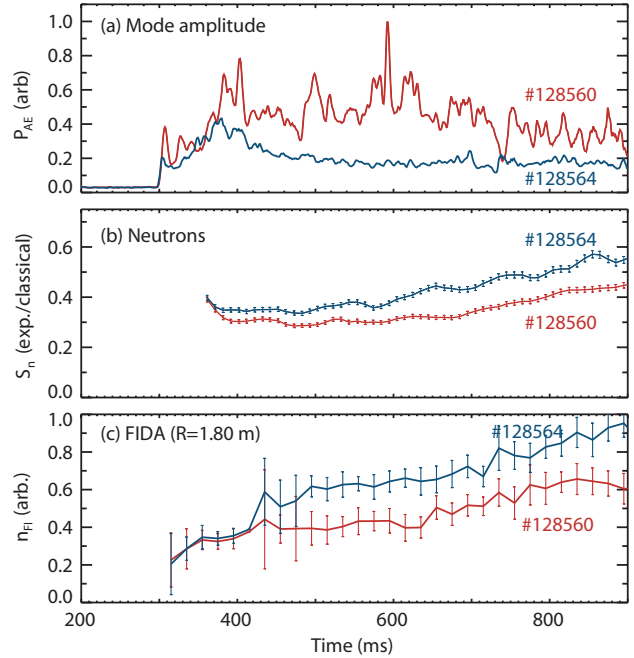 (a) Mode amplitude
1.0
0.8
0.6
0.4
0.2
0.0
P_AE (arb)
#128560
#128564
(b) Neutrons
0.6
0.4
0.2
0.0
S_n (exp./classical)
#128564
#128560
(c) FIDA (R=1.80 m)
1.0
0.8
0.6
0.4
0.2
0.0
n_FI (arb.)
#128564
#128560
200 400 600 800
Time (ms)